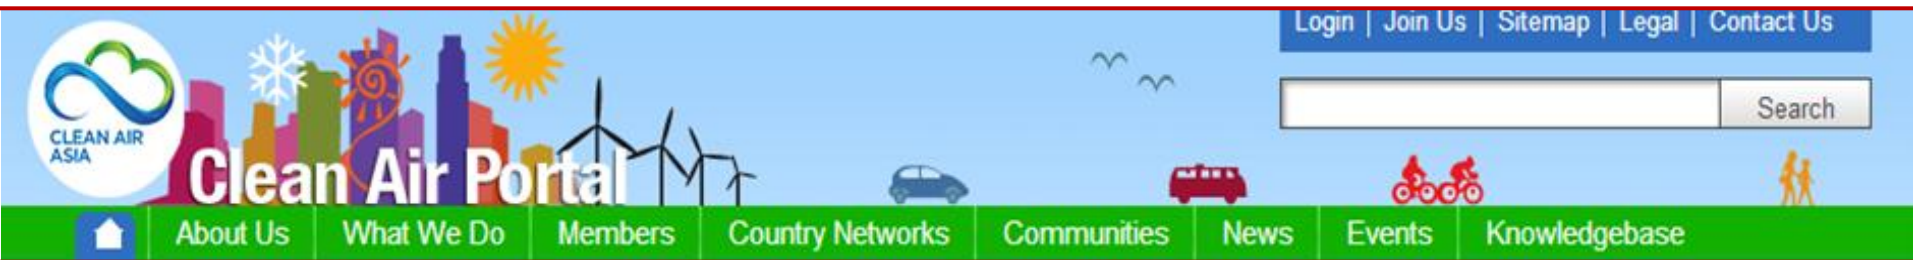 Login | Join Us | Sitemap | Legal | Contact Us
Search
CLEAN AIR
ASIA
Clean Air Portal
About Us | What We Do | Members | Country Networks | Communities | News | Events | Knowledgebase